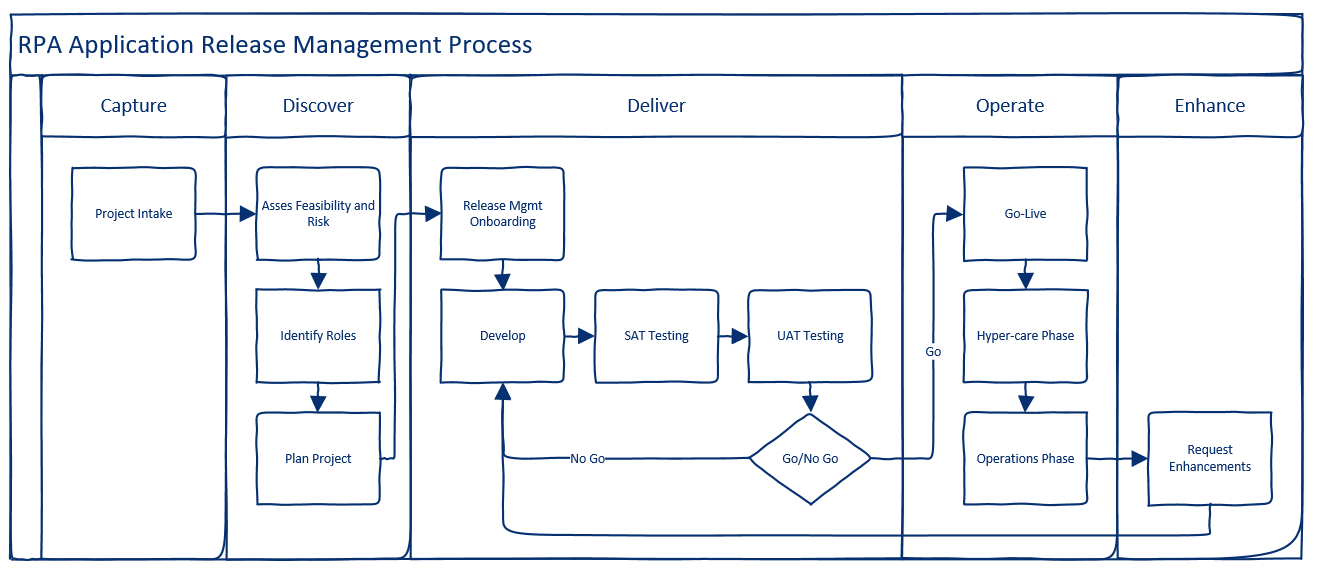 RPA Application Release Management Process
Capture
Discover
Deliver
Operate
Enhance
Project Intake
Asses Feasibility and
Risk
Identify Roles
Plan Project
Release Mgmt
Onboarding
Develop
SAT Testing
UAT Testing
Go/No Go
No Go
Go
Go-Live
Hyper-care Phase
Operations Phase
Request
Enhancements